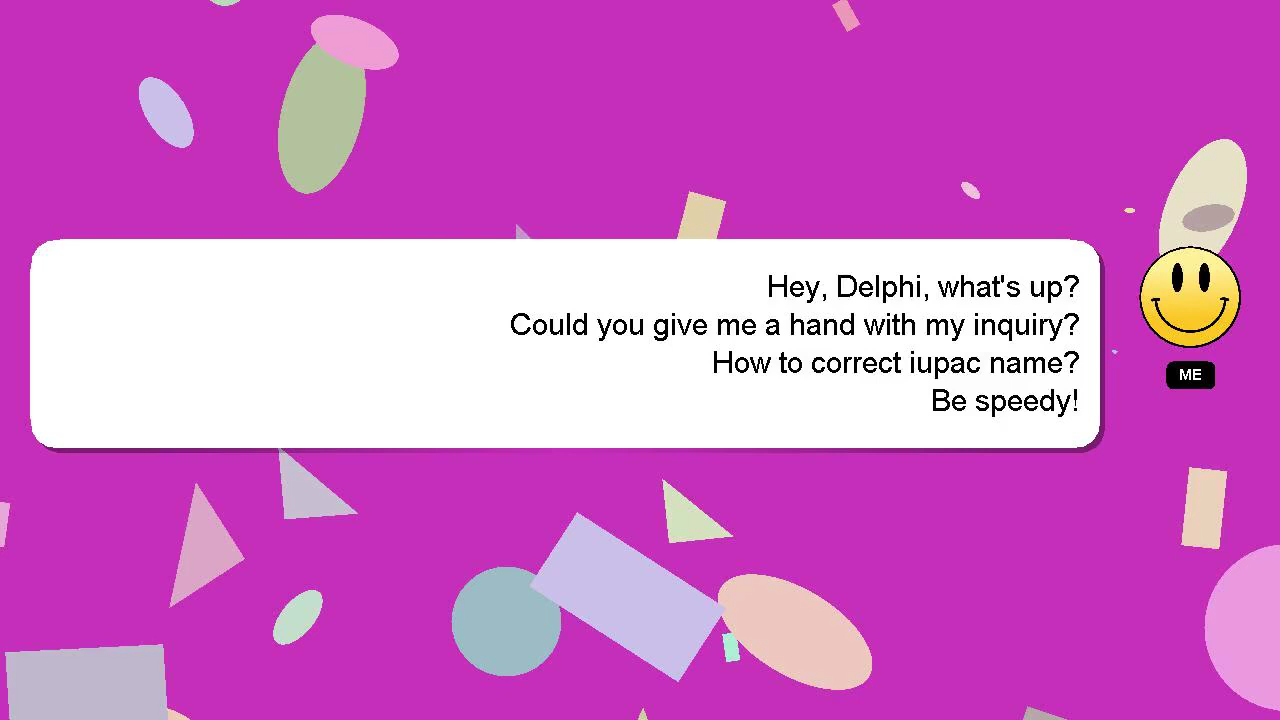 Hey, Delphi, what's up?
Could you give me a hand with my inquiry?
How to correct iupac name?
Be speedy!
ME